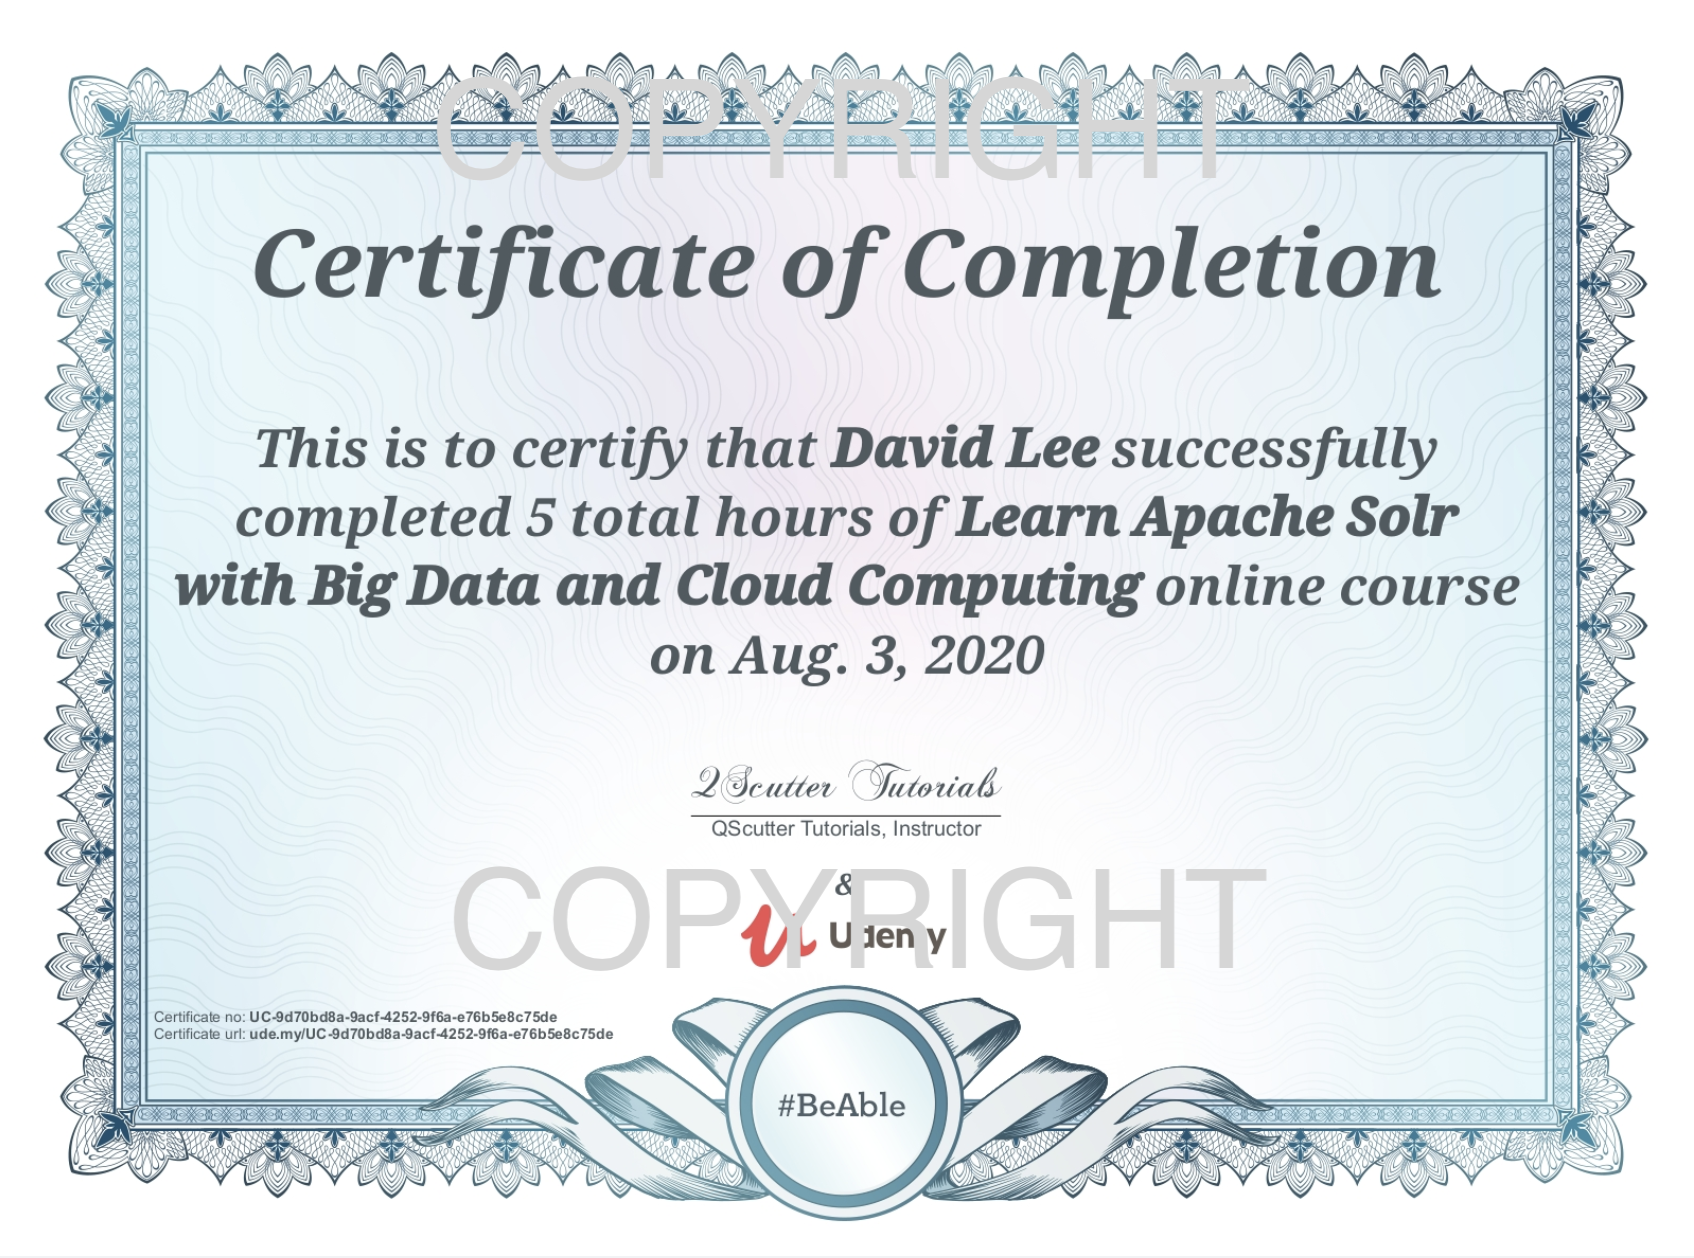 COPYRIGHT
Certificate of Completion
This is to certify that David Lee successfully
completed 5 total hours of Learn Apache Solr
with Big Data and Cloud Computing online course
on Aug. 3, 2020
2Scutter Tutorials
QScutter Tutorials, Instructor
&
COPYRIGHT
Udemy
Certificate no: UC-9d70bd8a-9acf-4252-9f6a-e76b5e8c75de
Certificate url: ude.my/UC-9d70bd8a-9acf-4252-9f6a-e76b5e8c75de
#BeAble